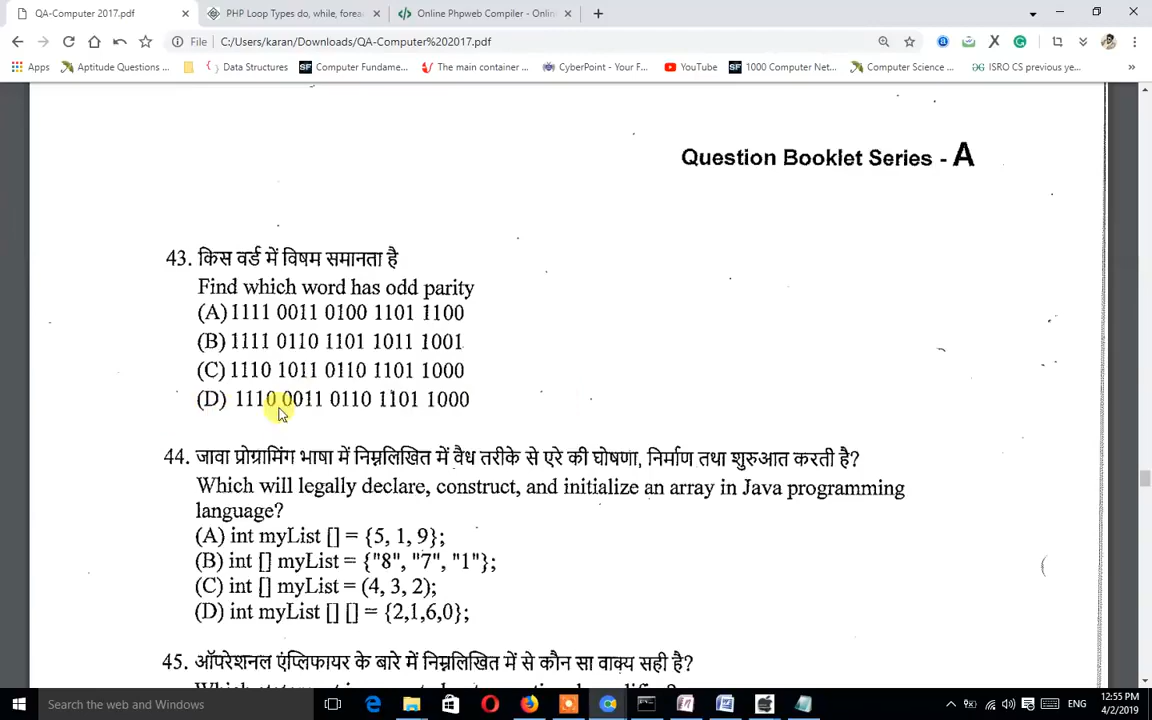 QA-Computer 2017.pdf
PHP Loop Types do, while, forea
Online Phpweb Compiler - Onlin
File C:/Users/karan/Downloads/QA-Computer%202017.pdf
Apps Aptitude Questions ... Data Structures Computer Fundame... The main container ... CyberPoint - Your F... YouTube 1000 Computer Net... Computer Science ... ISRO CS previous ye...
Question Booklet Series - A
43. किस वर्ड में विषम समानता है
Find which word has odd parity
(A) 1111 0011 0100 1101 1100
(B) 1111 0110 1101 1011 1001
(C) 1110 1011 0110 1101 1000
(D) 1110 0011 0110 1101 1000
44. जावा प्रोग्रामिंग भाषा में निम्नलिखित में वैध तरीके से एरे की घोषणा, निर्माण तथा शुरुआत करती है?
Which will legally declare, construct, and initialize an array in Java programming
language?
(A) int myList [] = {5, 1, 9};
(B) int [] myList = {"8", "7", "1"};
(C) int [] myList = (4, 3, 2);
(D) int myList [] [] = {2,1,6,0};
45. ऑपरेशनल एंप्लिफायर के बारे में निम्नलिखित में से कौन सा वाक्य सही है?
Search the web and Windows
ENG
12:55 PM
4/2/2019